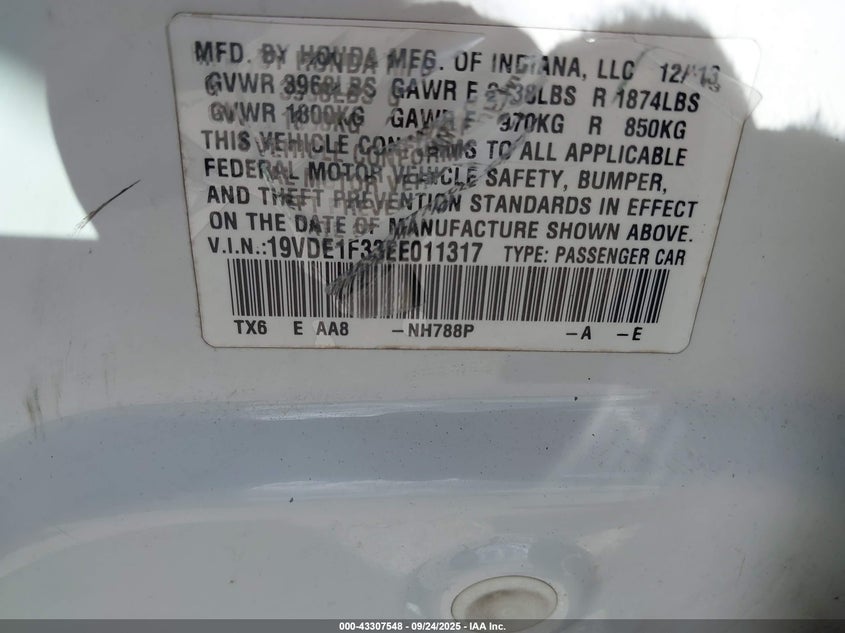 MFD. BY HONDA MFG. OF INDIANA, LLC 12/13
GVWR 3968LBS GAWR F 2138LBS R 1874LBS
GVWR 1800KG GAWR F 970KG R 850KG
THIS VEHICLE CONFORMS TO ALL APPLICABLE
FEDERAL MOTOR VEHICLE SAFETY, BUMPER,
AND THEFT PREVENTION STANDARDS IN EFFECT
ON THE DATE OF MANUFACTURE SHOWN ABOVE.
V.I.N.:19VDE1F33EE011317 TYPE: PASSENGER CAR
TX6 E AA8 -NH788P -A -E
000-43307548 - 09/24/2025 - IAA Inc.